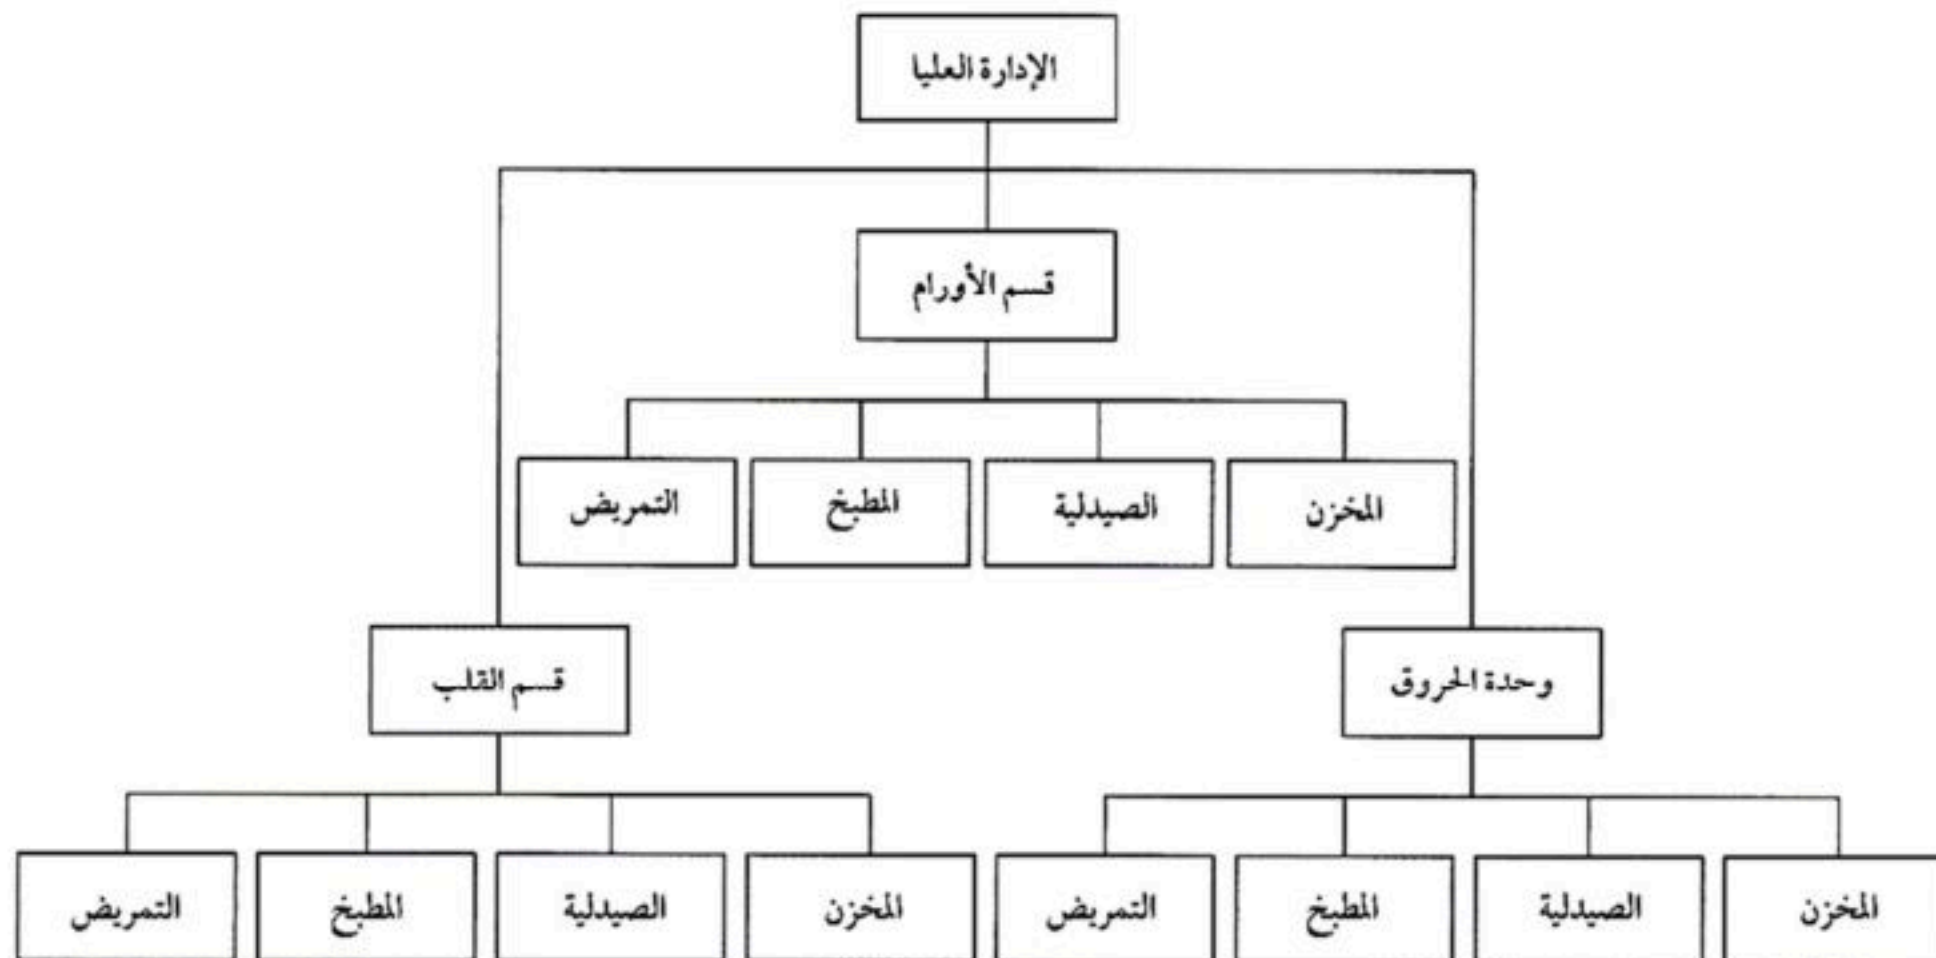 الإدارة العليا
قسم الأورام
المخزن
الصيدلية
المطبخ
التمريض
وحدة الحروق
قسم القلب
المخزن
الصيدلية
المطبخ
التمريض
المخزن
الصيدلية
المطبخ
التمريض